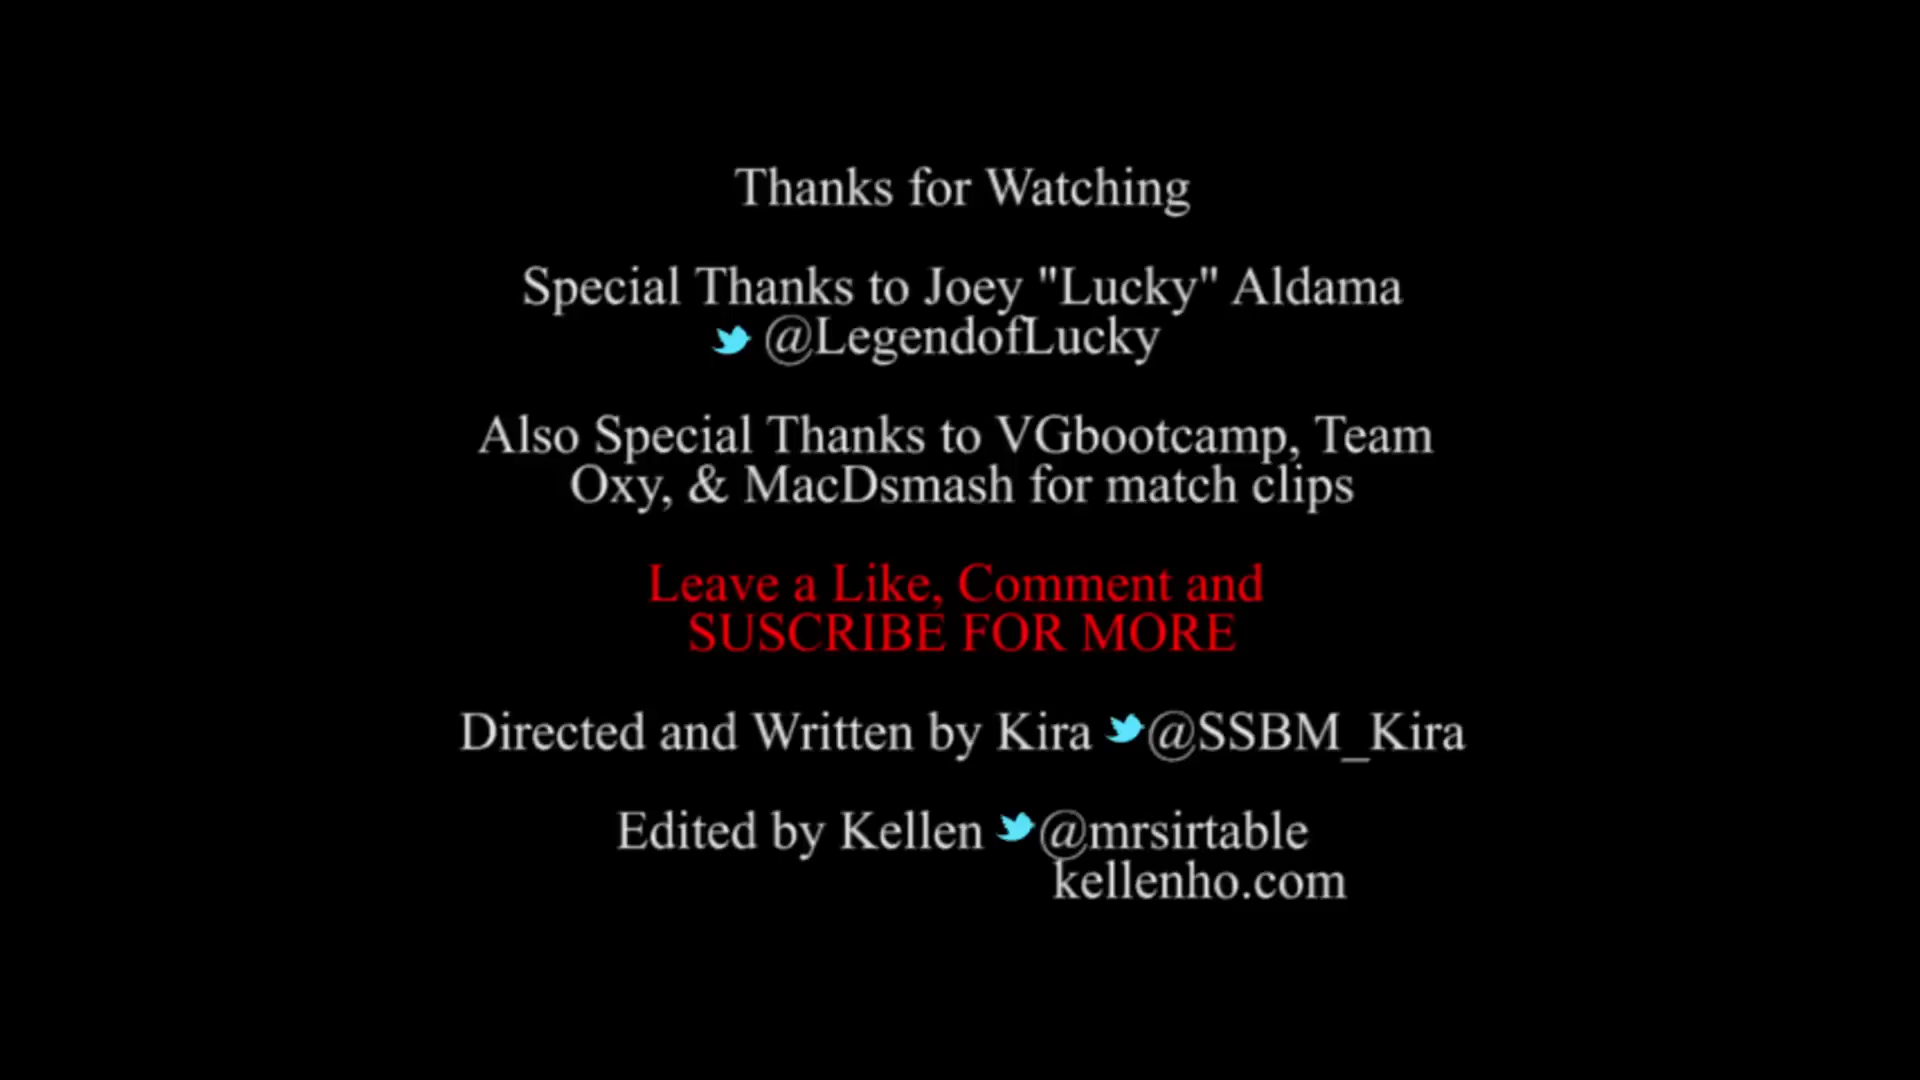 Thanks for Watching
Special Thanks to Joey "Lucky" Aldama
@LegendofLucky
Also Special Thanks to VGbootcamp, Team
Oxy, & MacDsmash for match clips
Leave a Like, Comment and
SUSCRIBE FOR MORE
Directed and Written by Kira @SSBM_Kira
Edited by Kellen @mrsirtable
kellenho.com